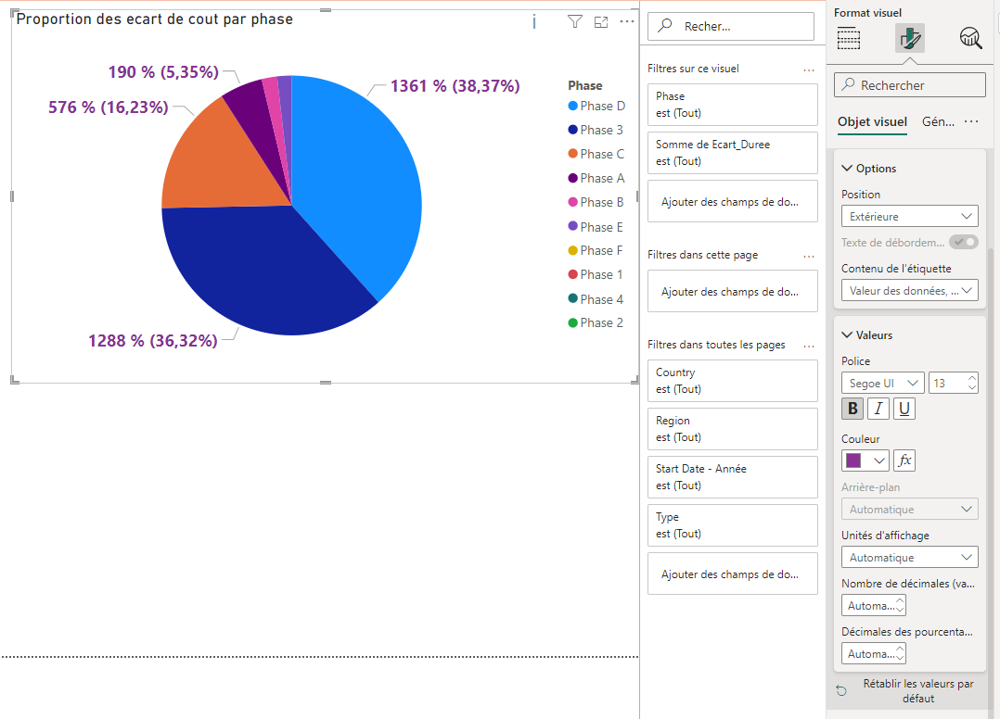 Proportion des ecart de cout par phase
190 % (5,35%)
576 % (16,23%)
1361 % (38,37%)
1288 % (36,32%)
Phase
Phase D
Phase 3
Phase C
Phase A
Phase B
Phase E
Phase F
Phase 1
Phase 4
Phase 2
Recher...
Filtres sur ce visuel
...
Phase
est (Tout)
Somme de Ecart_Duree
est (Tout)
Ajouter des champs de do...
Filtres dans cette page
...
Ajouter des champs de do...
Filtres dans toutes les pages
...
Country
est (Tout)
Region
est (Tout)
Start Date - Année
est (Tout)
Type
est (Tout)
Ajouter des champs de do...
Format visuel
Rechercher
Objet visuel Gén... ...
Options
Position
Extérieure
Texte de débordem...
Contenu de l'étiquette
Valeur des données, ...
Valeurs
Police
Segoe UI 13
B I U
Couleur
fx
Arrière-plan
Automatique
Unités d'affichage
Automatique
Nombre de décimales (va...
Automa...
Décimales des pourcenta...
Automa...
Rétablir les valeurs par
défaut